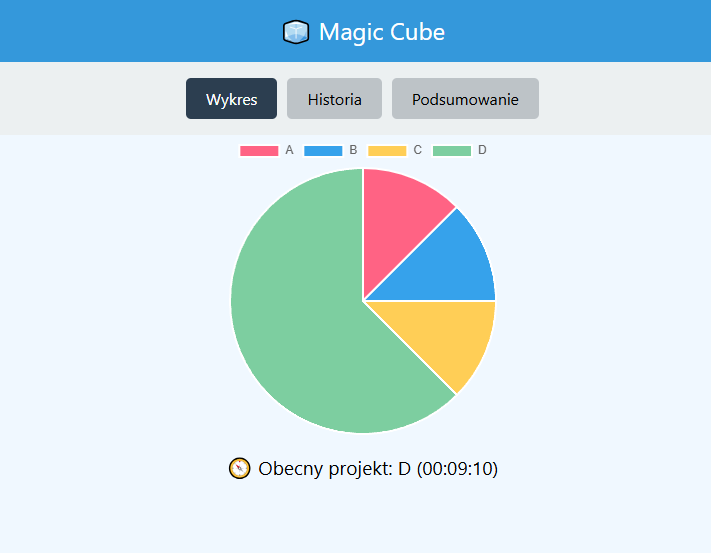 Magic Cube
Wykres Historia Podsumowanie
A B C D
Obecny projekt: D (00:09:10)